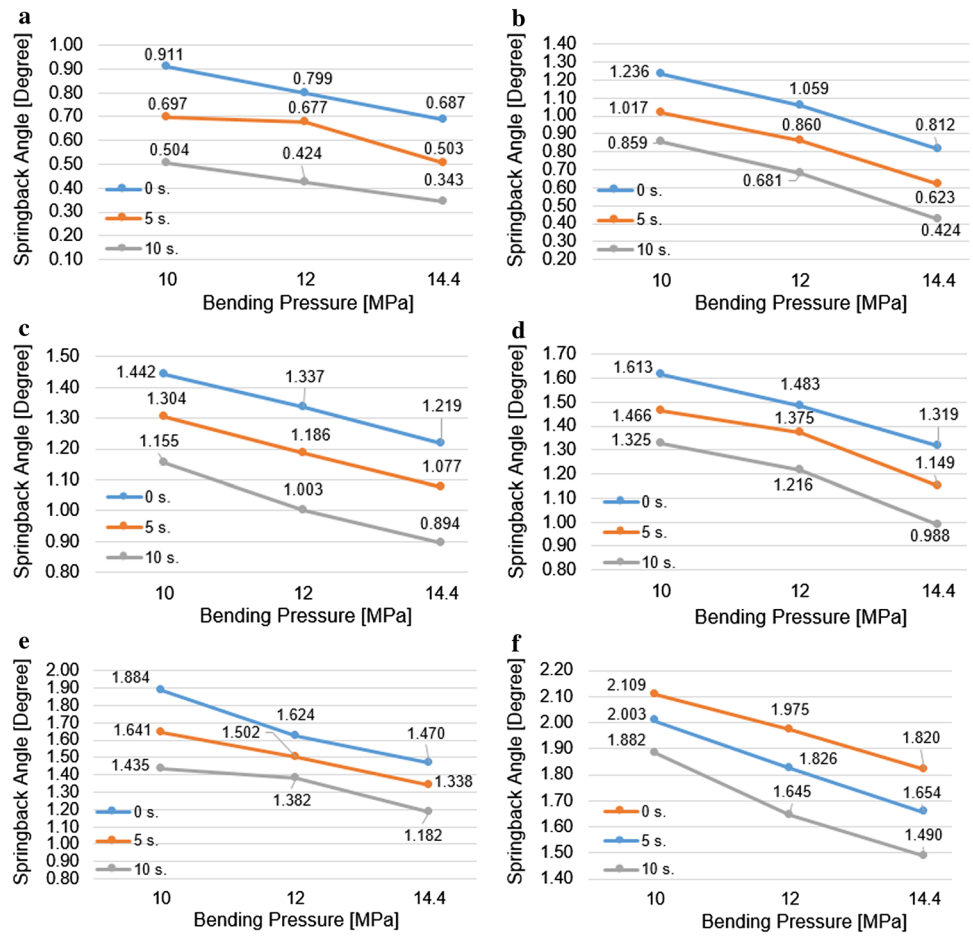 a
Springback Angle [Degree]
1.00
0.90
0.80
0.70
0.60
0.50
0.40
0.30
0.20
0.10
0.911
0.799
0.687
0.697
0.677
0.503
0.504
0.424
0.343
0 s.
5 s.
10 s.
10 12 14.4
Bending Pressure [MPa]
b
Springback Angle [Degree]
1.40
1.20
1.00
0.80
0.60
0.40
0.20
1.236
1.059
0.812
1.017
0.860
0.623
0.859
0.681
0.424
0 s.
5 s.
10 s.
10 12 14.4
Bending Pressure [MPa]
c
Springback Angle [Degree]
1.50
1.40
1.30
1.20
1.10
1.00
0.90
0.80
1.442
1.337
1.219
1.304
1.186
1.077
1.155
1.003
0.894
0 s.
5 s.
10 s.
10 12 14.4
Bending Pressure [MPa]
d
Springback Angle [Degree]
1.70
1.60
1.50
1.40
1.30
1.20
1.10
1.00
0.90
0.80
1.613
1.483
1.319
1.466
1.375
1.149
1.325
1.216
0.988
0 s.
5 s.
10 s.
10 12 14.4
Bending Pressure [MPa]
e
Springback Angle [Degree]
2.00
1.90
1.80
1.70
1.60
1.50
1.40
1.30
1.20
1.10
1.00
0.90
0.80
1.884
1.624
1.470
1.641
1.502
1.338
1.435
1.382
1.182
0 s.
5 s.
10 s.
10 12 14.4
Bending Pressure [MPa]
f
Springback Angle [Degree]
2.20
2.10
2.00
1.90
1.80
1.70
1.60
1.50
1.40
2.109
1.975
1.820
2.003
1.826
1.654
1.882
1.645
1.490
0 s.
5 s.
10 s.
10 12 14.4
Bending Pressure [MPa]